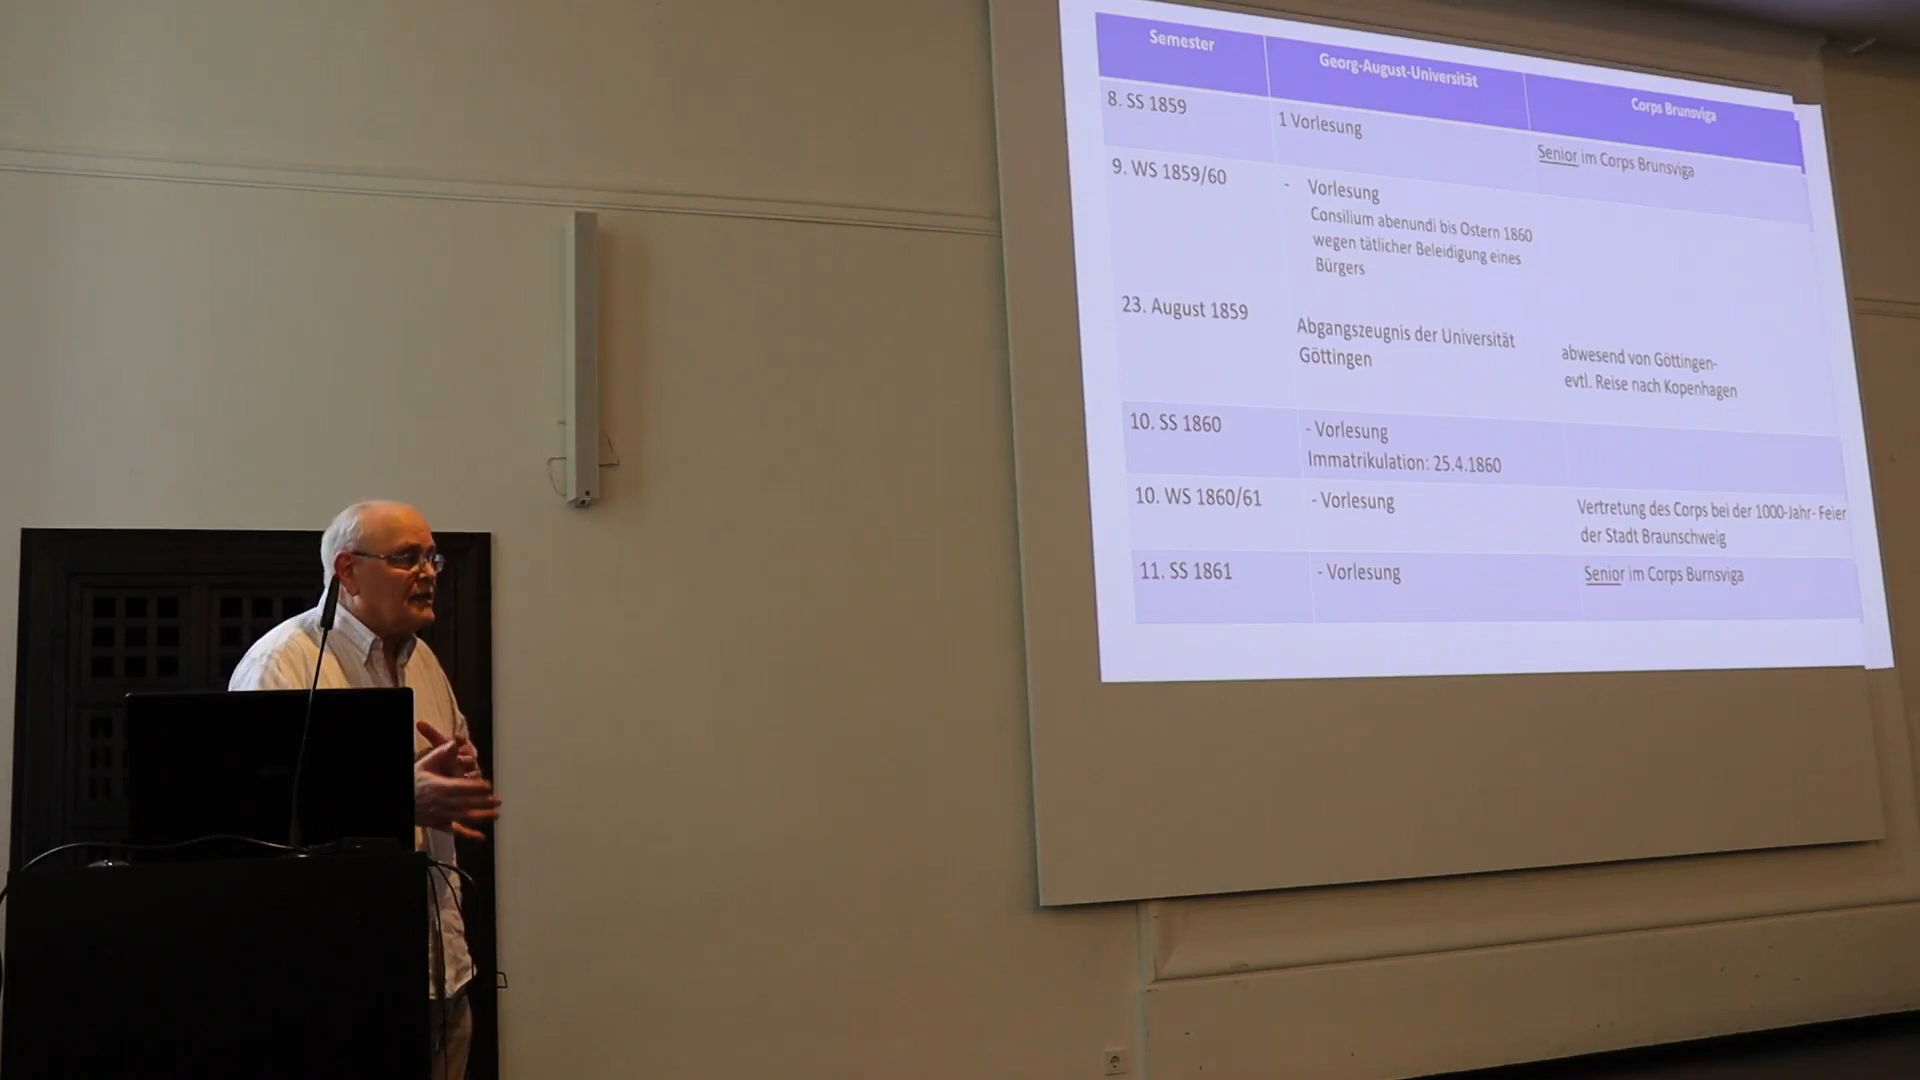 Semester
Georg-August-Universität
Corps Brunsviga
8. SS 1859
1 Vorlesung
Senior im Corps Brunsviga
9. WS 1859/60
- Vorlesung
Consilium abenundi bis Ostern 1860
wegen tätlicher Beleidigung eines
Bürgers
23. August 1859
Abgangszeugnis der Universität
Göttingen
abwesend von Göttingen-
evtl. Reise nach Kopenhagen
10. SS 1860
- Vorlesung
Immatrikulation: 25.4.1860
10. WS 1860/61
- Vorlesung
Vertretung des Corps bei der 1000-Jahr- Feier
der Stadt Braunschweig
11. SS 1861
- Vorlesung
Senior im Corps Burnsviga